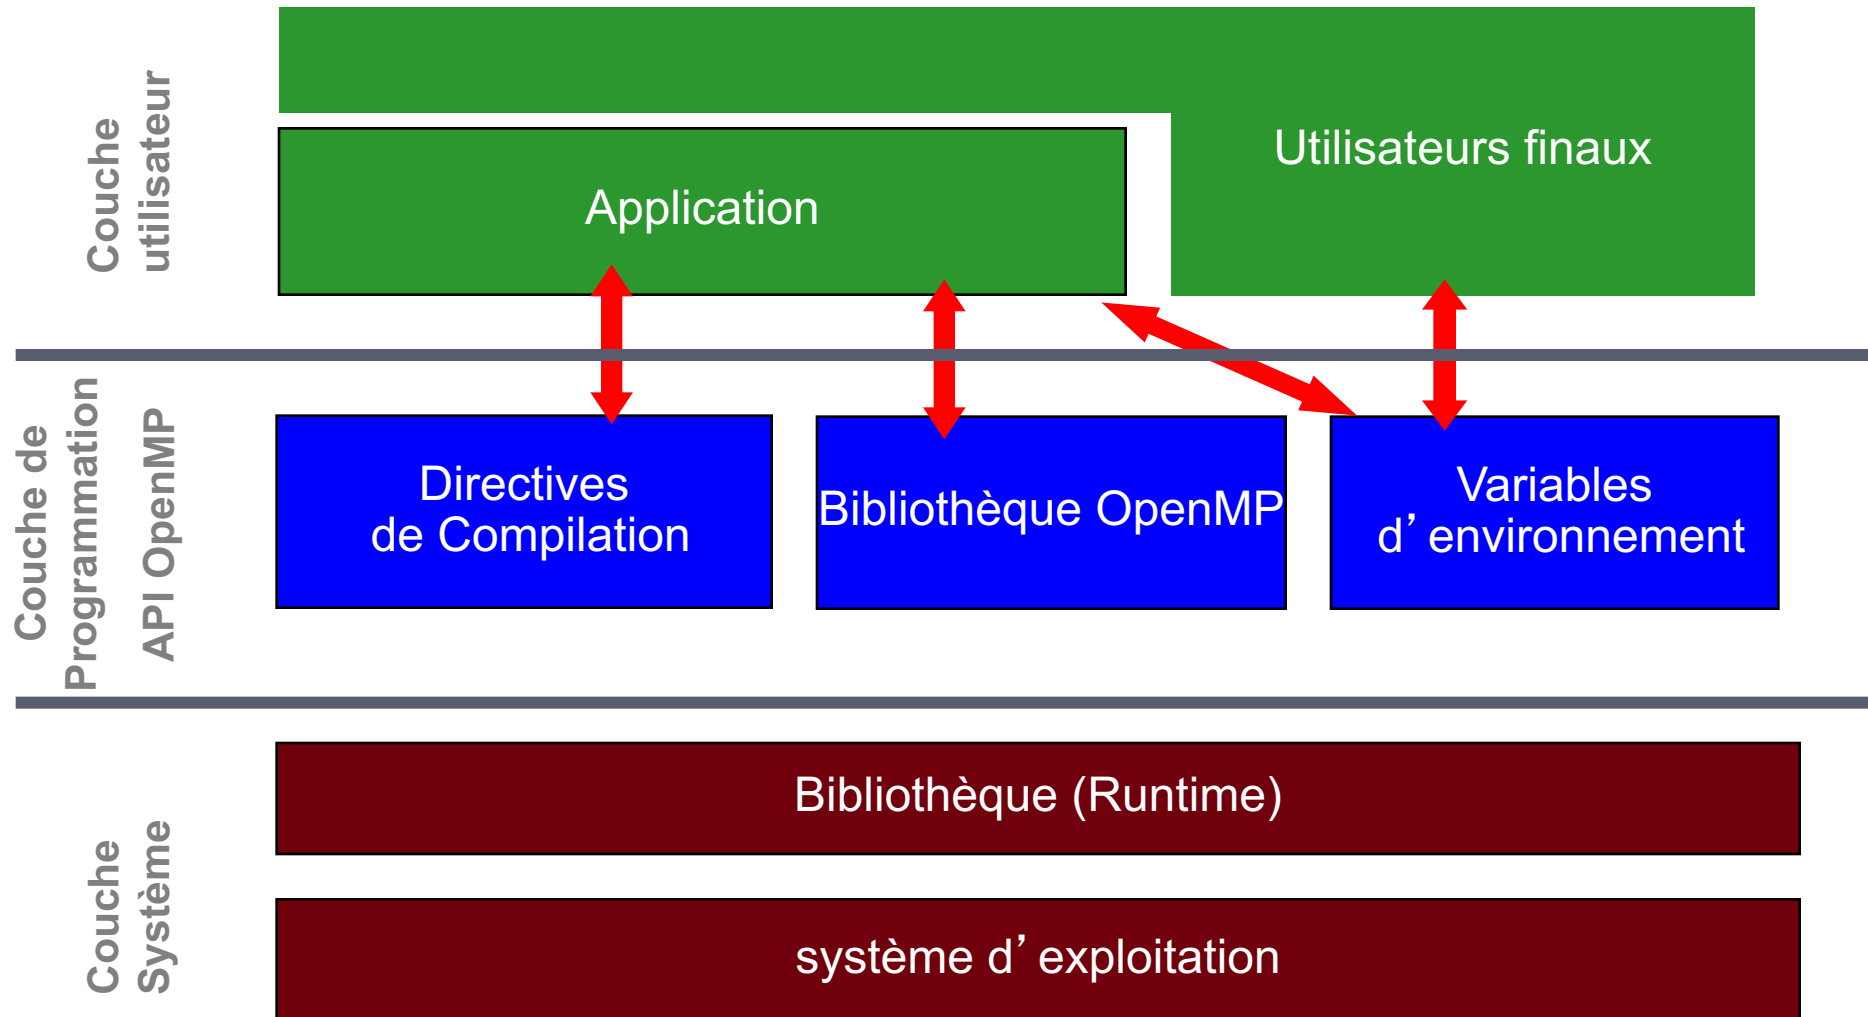 Couche
utilisateur
Utilisateurs finaux
Application
Couche de
Programmation
API OpenMP
Directives
de Compilation
Bibliothèque OpenMP
Variables
d’ environnement
Couche
Système
Bibliothèque (Runtime)
système d’ exploitation